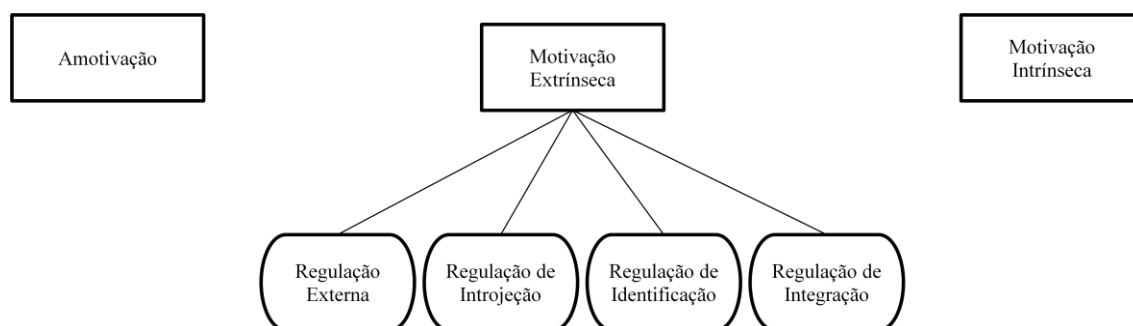 Amotivação
Motivação
Extrínseca
Motivação
Intrínseca
Regulação
Externa
Regulação de
Introjeção
Regulação de
Identificação
Regulação de
Integração